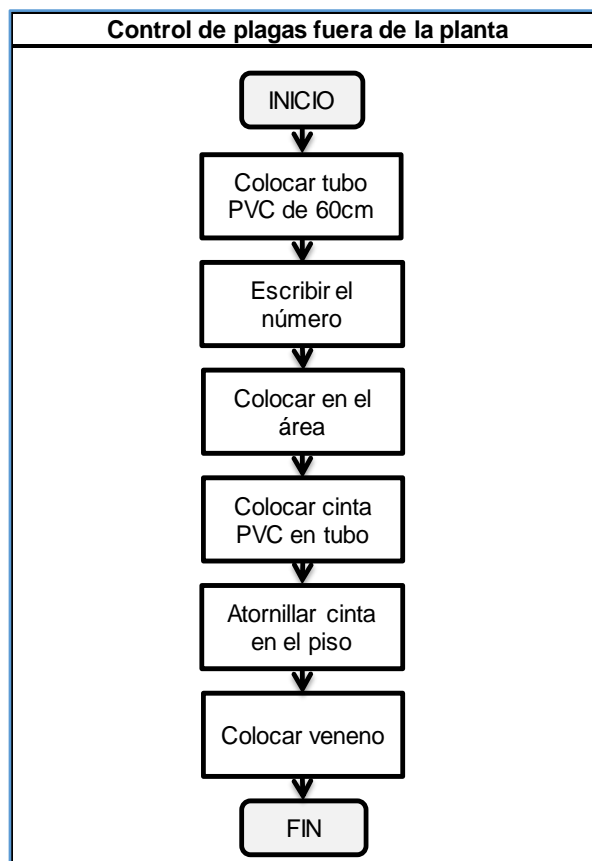 Control de plagas fuera de la planta
INICIO
Colocar tubo
PVC de 60cm
Escribir el
número
Colocar en el
área
Colocar cinta
PVC en tubo
Atornillar cinta
en el piso
Colocar veneno
FIN